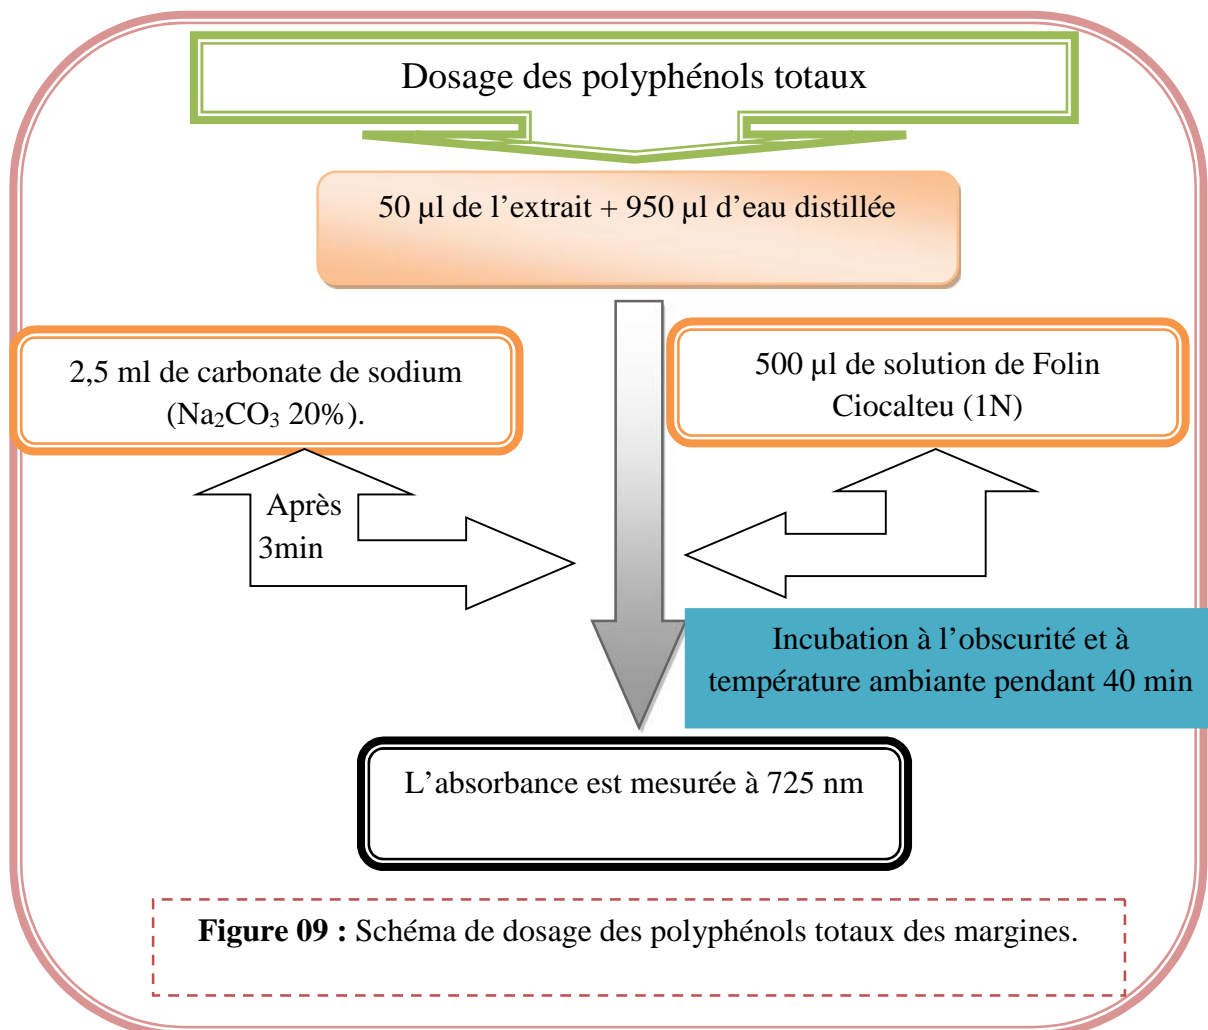 Dosage des polyphénols totaux
50 µl de l’extrait + 950 µl d’eau distillée
2,5 ml de carbonate de sodium
(Na₂CO₃ 20%).
500 µl de solution de Folin
Ciocalteu (1N)
Après
3min
Incubation à l’obscurité et à
température ambiante pendant 40 min
L’absorbance est mesurée à 725 nm
Figure 09 : Schéma de dosage des polyphénols totaux des margines.